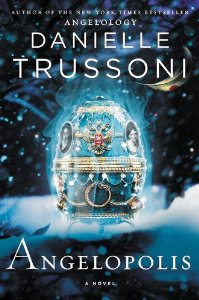 AUTHOR OF THE NEW YORK TIMES BESTSELLER
ANGELOLOGY
DANIELLE
TRUSSONI
ANGELOPOLIS
A NOVEL